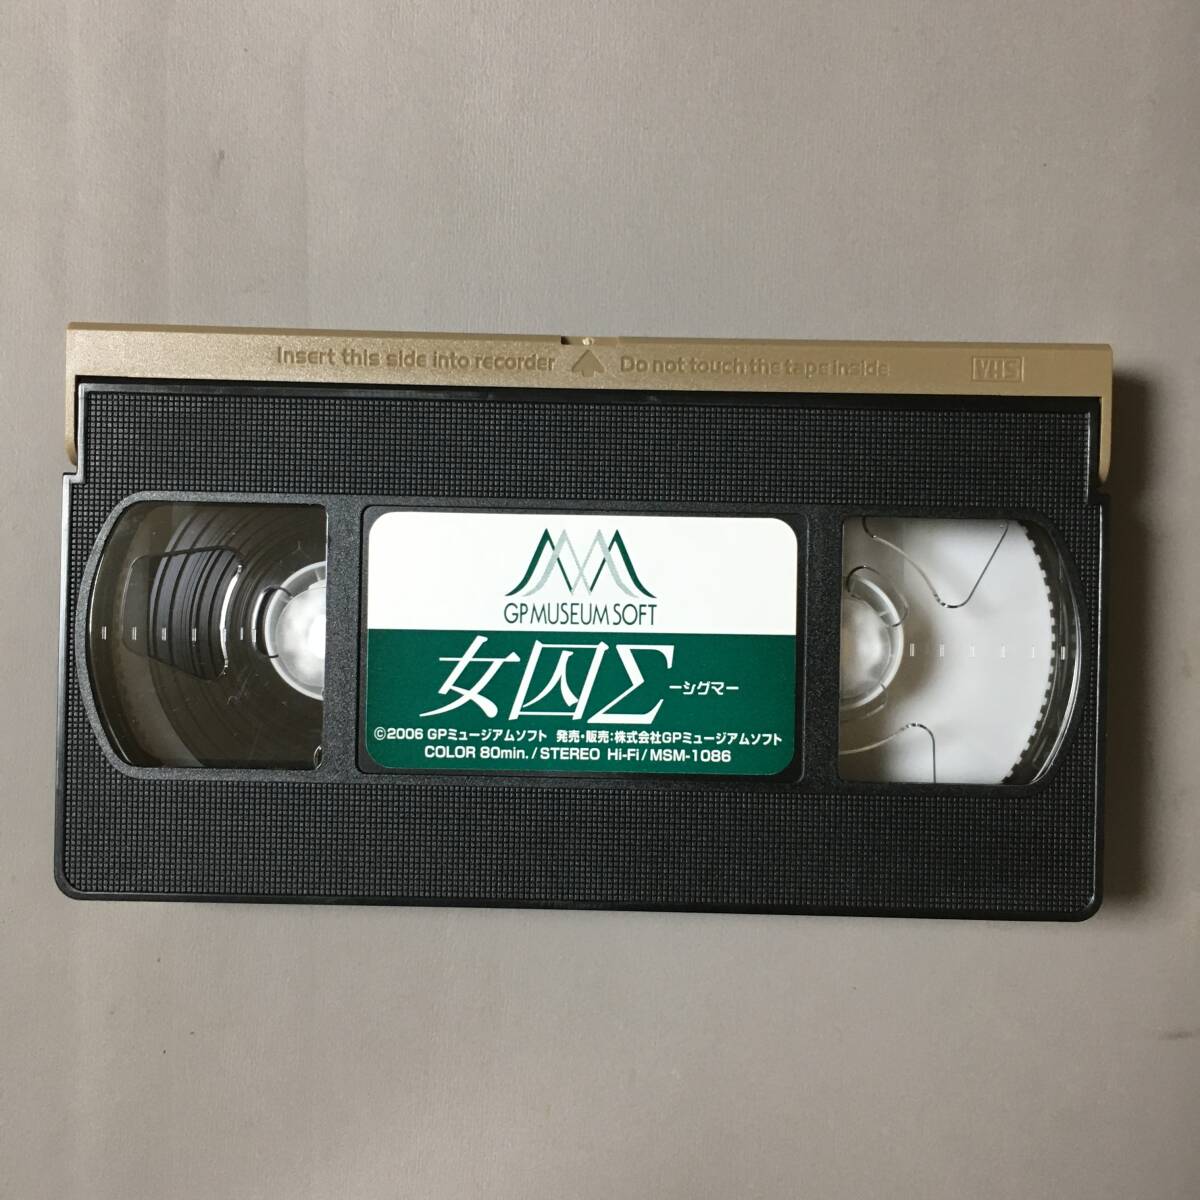 Insert this side into recorder Do not touch the tape inside VHS
GP MUSEUM SOFT
女囚Σ ーシグマー
©2006 GPミュージアムソフト 発売・販売:株式会社GPミュージアムソフト
COLOR 80min. / STEREO Hi-Fi / MSM-1086